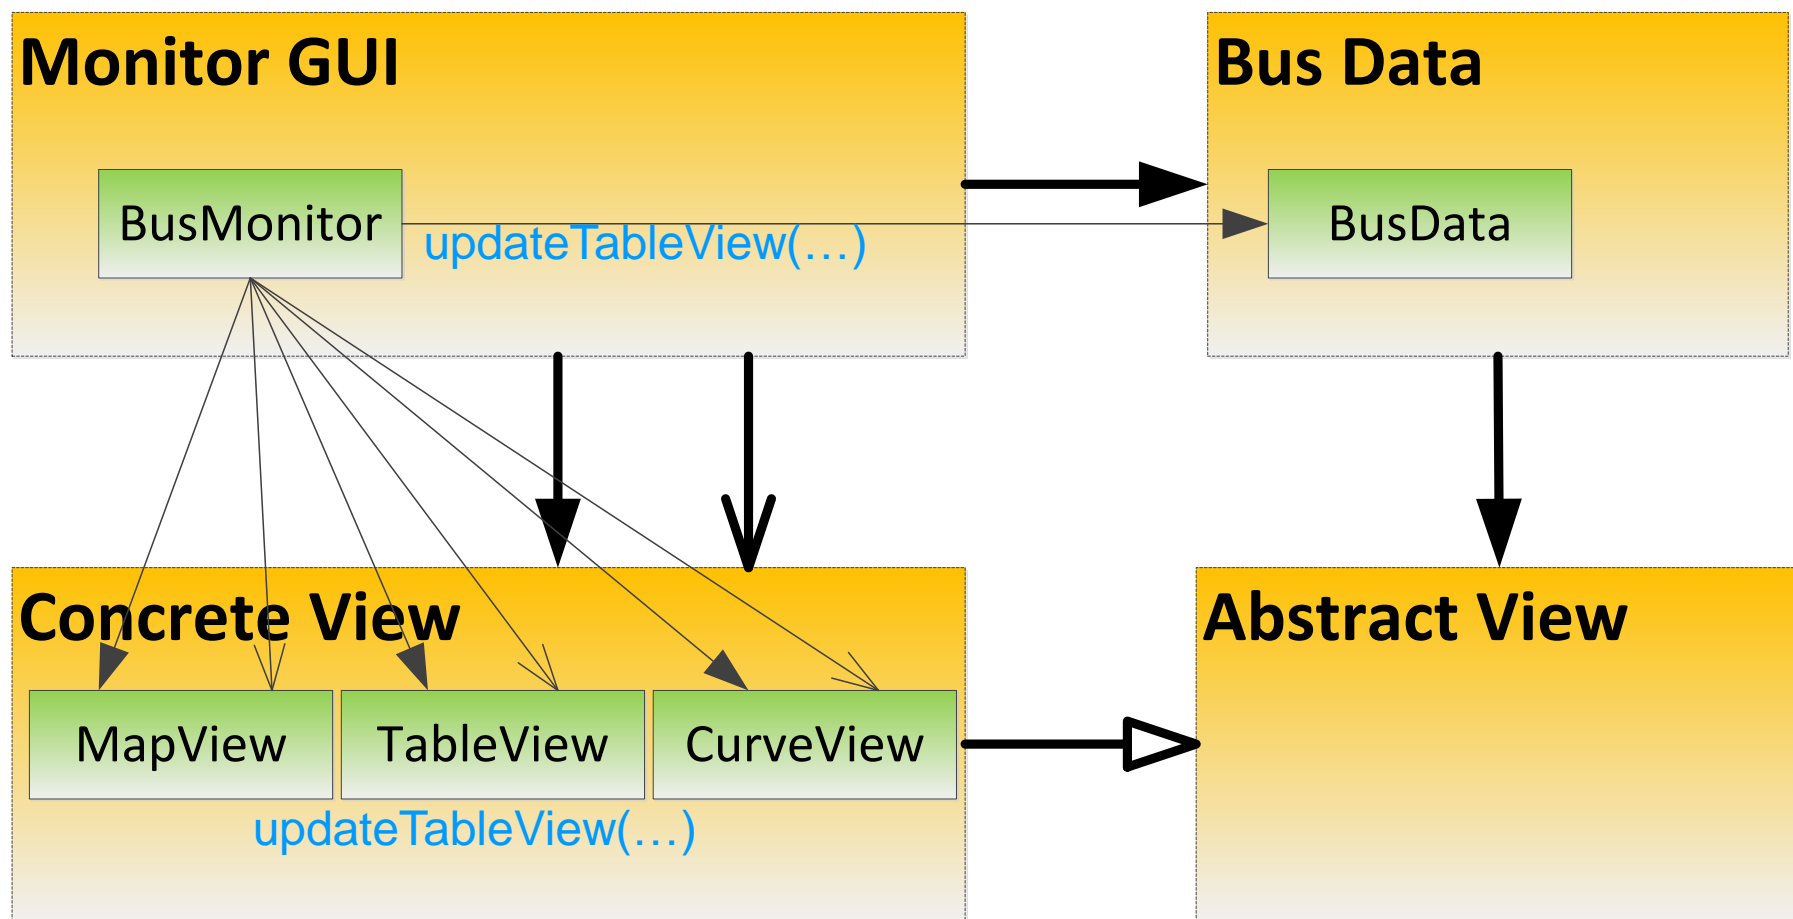 Monitor GUI
Bus Data
BusMonitor
updateTableView(…)
BusData
Concrete View
Abstract View
MapView
TableView
CurveView
updateTableView(…)